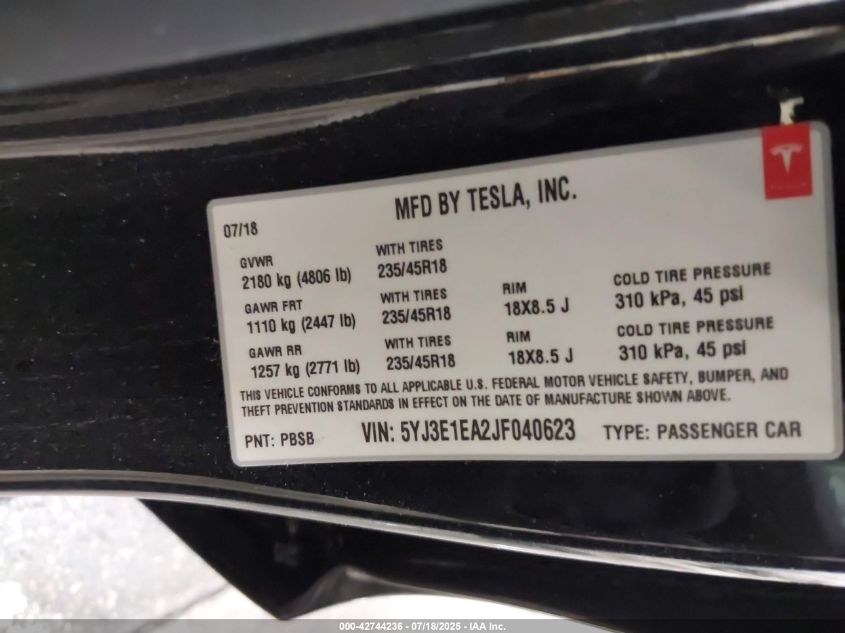 TESLA
MFD BY TESLA, INC.
07/18
GVWR
2180 kg (4806 lb)
WITH TIRES
235/45R18
GAWR FRT
1110 kg (2447 lb)
WITH TIRES
235/45R18
RIM
18X8.5 J
COLD TIRE PRESSURE
310 kPa, 45 psi
GAWR RR
1257 kg (2771 lb)
WITH TIRES
235/45R18
RIM
18X8.5 J
COLD TIRE PRESSURE
310 kPa, 45 psi
THIS VEHICLE CONFORMS TO ALL APPLICABLE U.S. FEDERAL MOTOR VEHICLE SAFETY, BUMPER, AND
THEFT PREVENTION STANDARDS IN EFFECT ON THE DATE OF MANUFACTURE SHOWN ABOVE.
PNT: PBSB
VIN: 5YJ3E1EA2JF040623
TYPE: PASSENGER CAR
000-42744236 - 07/18/2025 - IAA Inc.